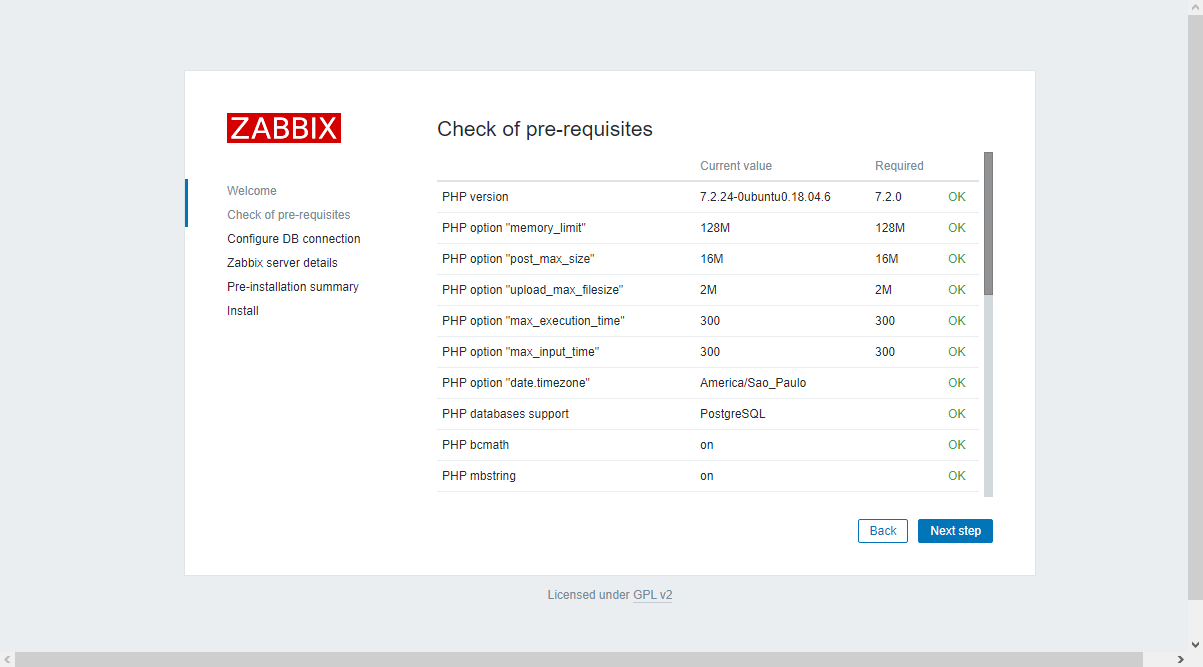 ZABBIX
Welcome
Check of pre-requisites
Configure DB connection
Zabbix server details
Pre-installation summary
Install
Check of pre-requisites
Current value Required
PHP version 7.2.24-0ubuntu0.18.04.6 7.2.0 OK
PHP option "memory_limit" 128M 128M OK
PHP option "post_max_size" 16M 16M OK
PHP option "upload_max_filesize" 2M 2M OK
PHP option "max_execution_time" 300 300 OK
PHP option "max_input_time" 300 300 OK
PHP option "date.timezone" America/Sao_Paulo OK
PHP databases support PostgreSQL OK
PHP bcmath on OK
PHP mbstring on OK
Back Next step
Licensed under GPL v2